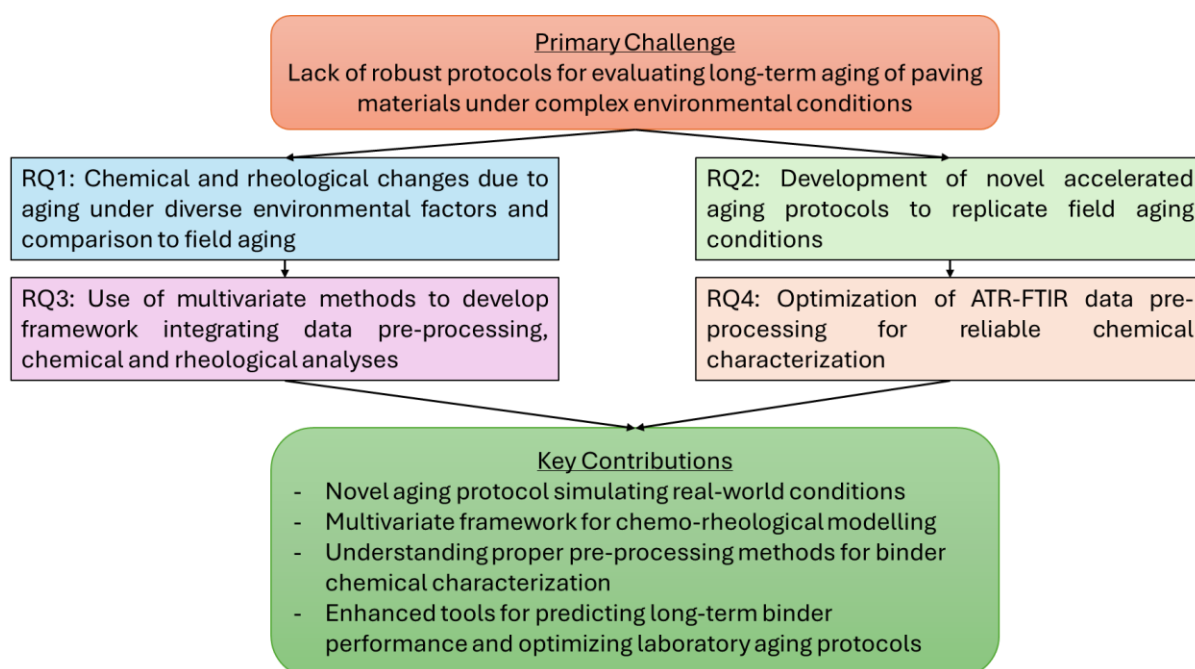 Primary Challenge
Lack of robust protocols for evaluating long-term aging of paving
materials under complex environmental conditions
RQ1: Chemical and rheological changes due to
aging under diverse environmental factors and
comparison to field aging
RQ2: Development of novel accelerated
aging protocols to replicate field aging
conditions
RQ3: Use of multivariate methods to develop
framework integrating data pre-processing,
chemical and rheological analyses
RQ4: Optimization of ATR-FTIR data pre-
processing for reliable chemical
characterization
Key Contributions
- Novel aging protocol simulating real-world conditions
- Multivariate framework for chemo-rheological modelling
- Understanding proper pre-processing methods for binder
chemical characterization
- Enhanced tools for predicting long-term binder
performance and optimizing laboratory aging protocols